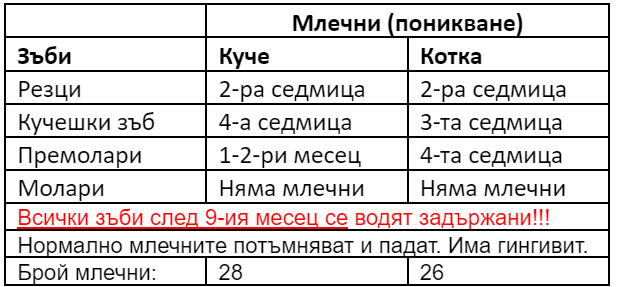 Млечни (поникване)
Зъби Куче Котка
Резци 2-ра седмица 2-ра седмица
Кучешки зъб 4-а седмица 3-та седмица
Премолари 1-2-ри месец 4-та седмица
Молари Няма млечни Няма млечни
Всички зъби след 9-ия месец се водят задържани!!!
Нормално млечните потъмняват и падат. Има гингивит.
Брой млечни: 28 26